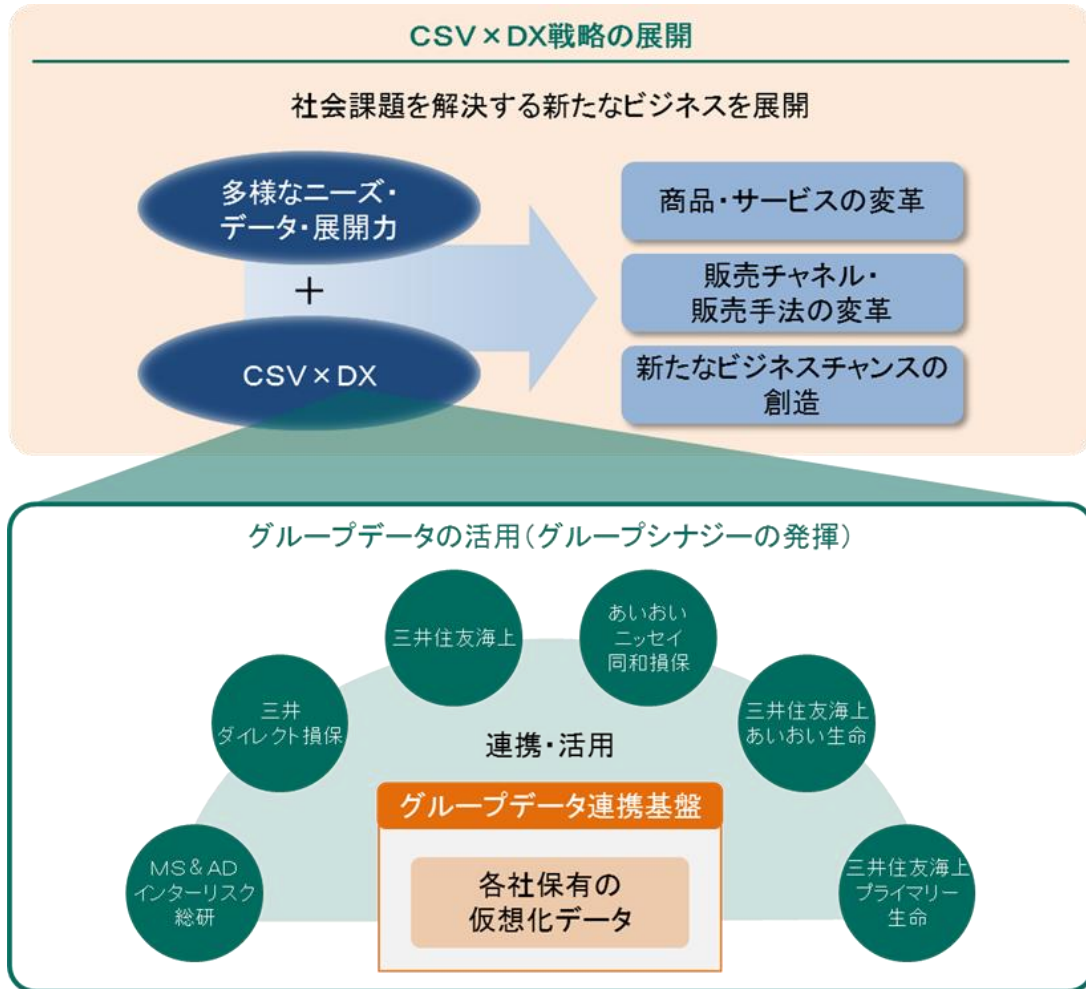 CSV×DX戦略の展開
社会課題を解決する新たなビジネスを展開
多様なニーズ・
データ・展開力
＋
CSV×DX
商品・サービスの変革
販売チャネル・
販売手法の変革
新たなビジネスチャンスの
創造
グループデータの活用(グループシナジーの発揮)
MS&AD
インターリスク
総研
三井
ダイレクト損保
三井住友海上
あいおい
ニッセイ
同和損保
三井住友海上
あいおい生命
三井住友海上
プライマリー
生命
連携・活用
グループデータ連携基盤
各社保有の
仮想化データ